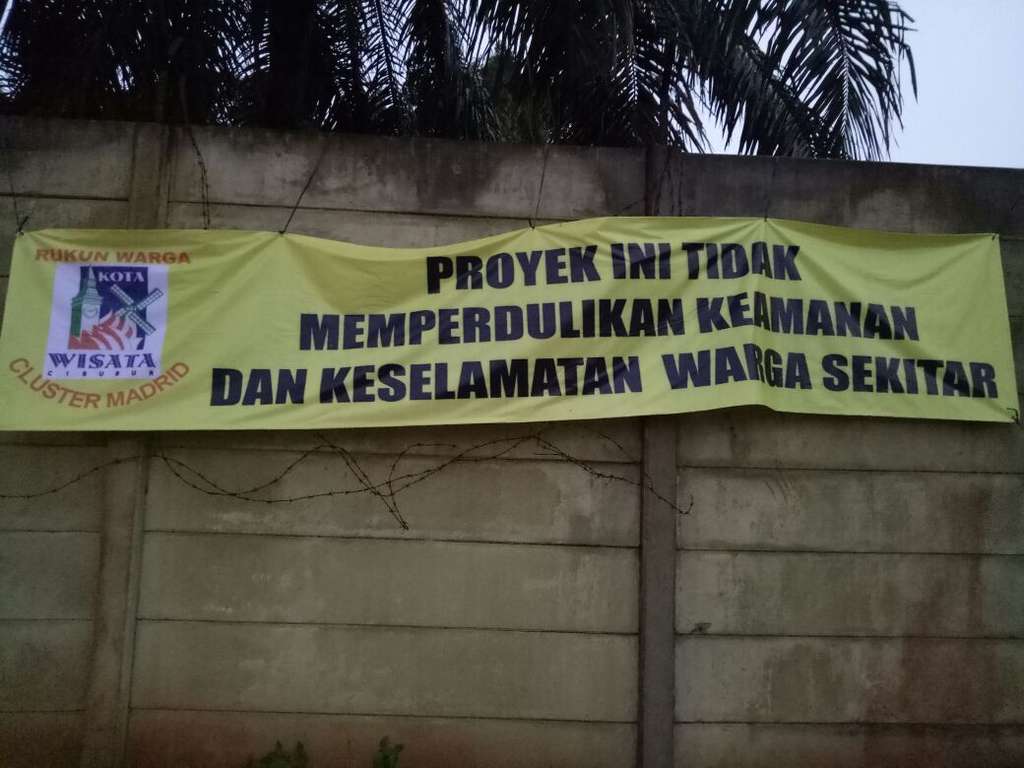 RUKUN WARGA
KOTA
WISATA
CIBUBUR
CLUSTER MADRID
PROYEK INI TIDAK
MEMPERDULIKAN KEAMANAN
DAN KESELAMATAN WARGA SEKITAR